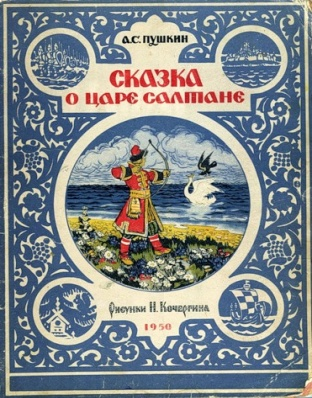 А.С. ПУШКИН
СКАЗКА
О ЦАРЕ САЛТАНЕ
Рисунки Н. Кочергина
1950